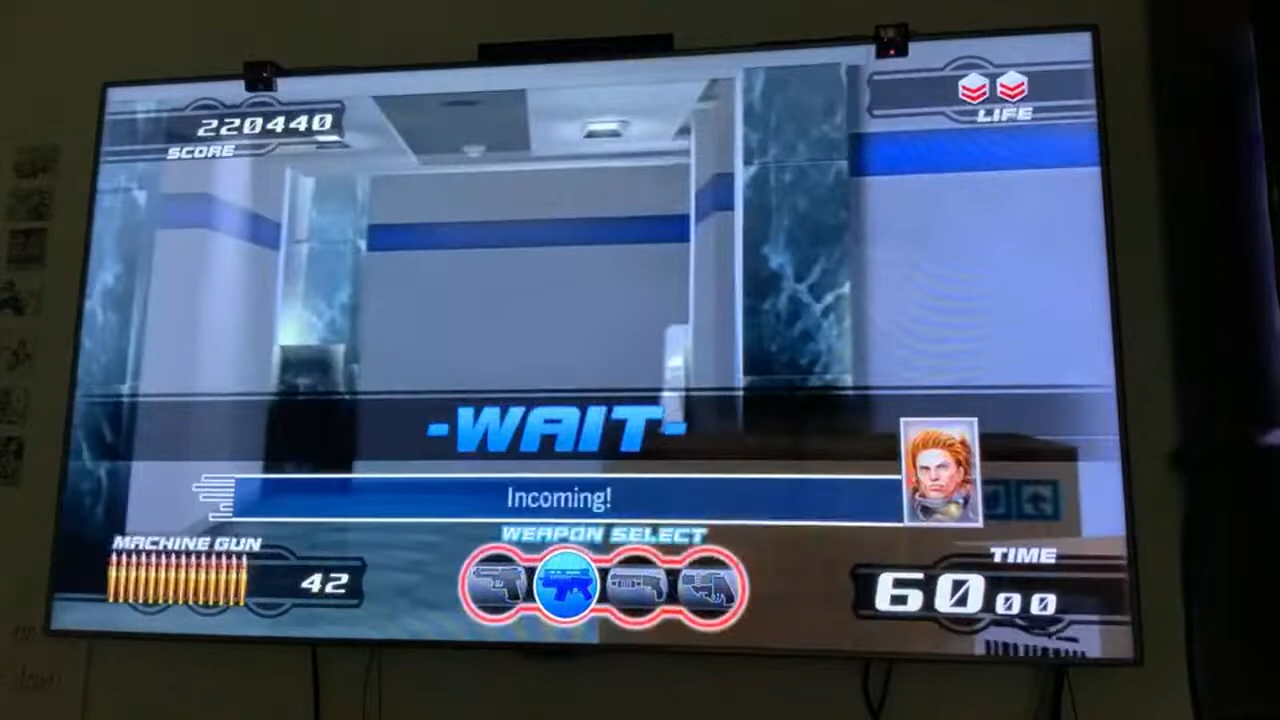 220440
SCORE
LIFE
-WAIT-
Incoming!
WEAPON SELECT
MACHINE GUN
42
TIME
60 00